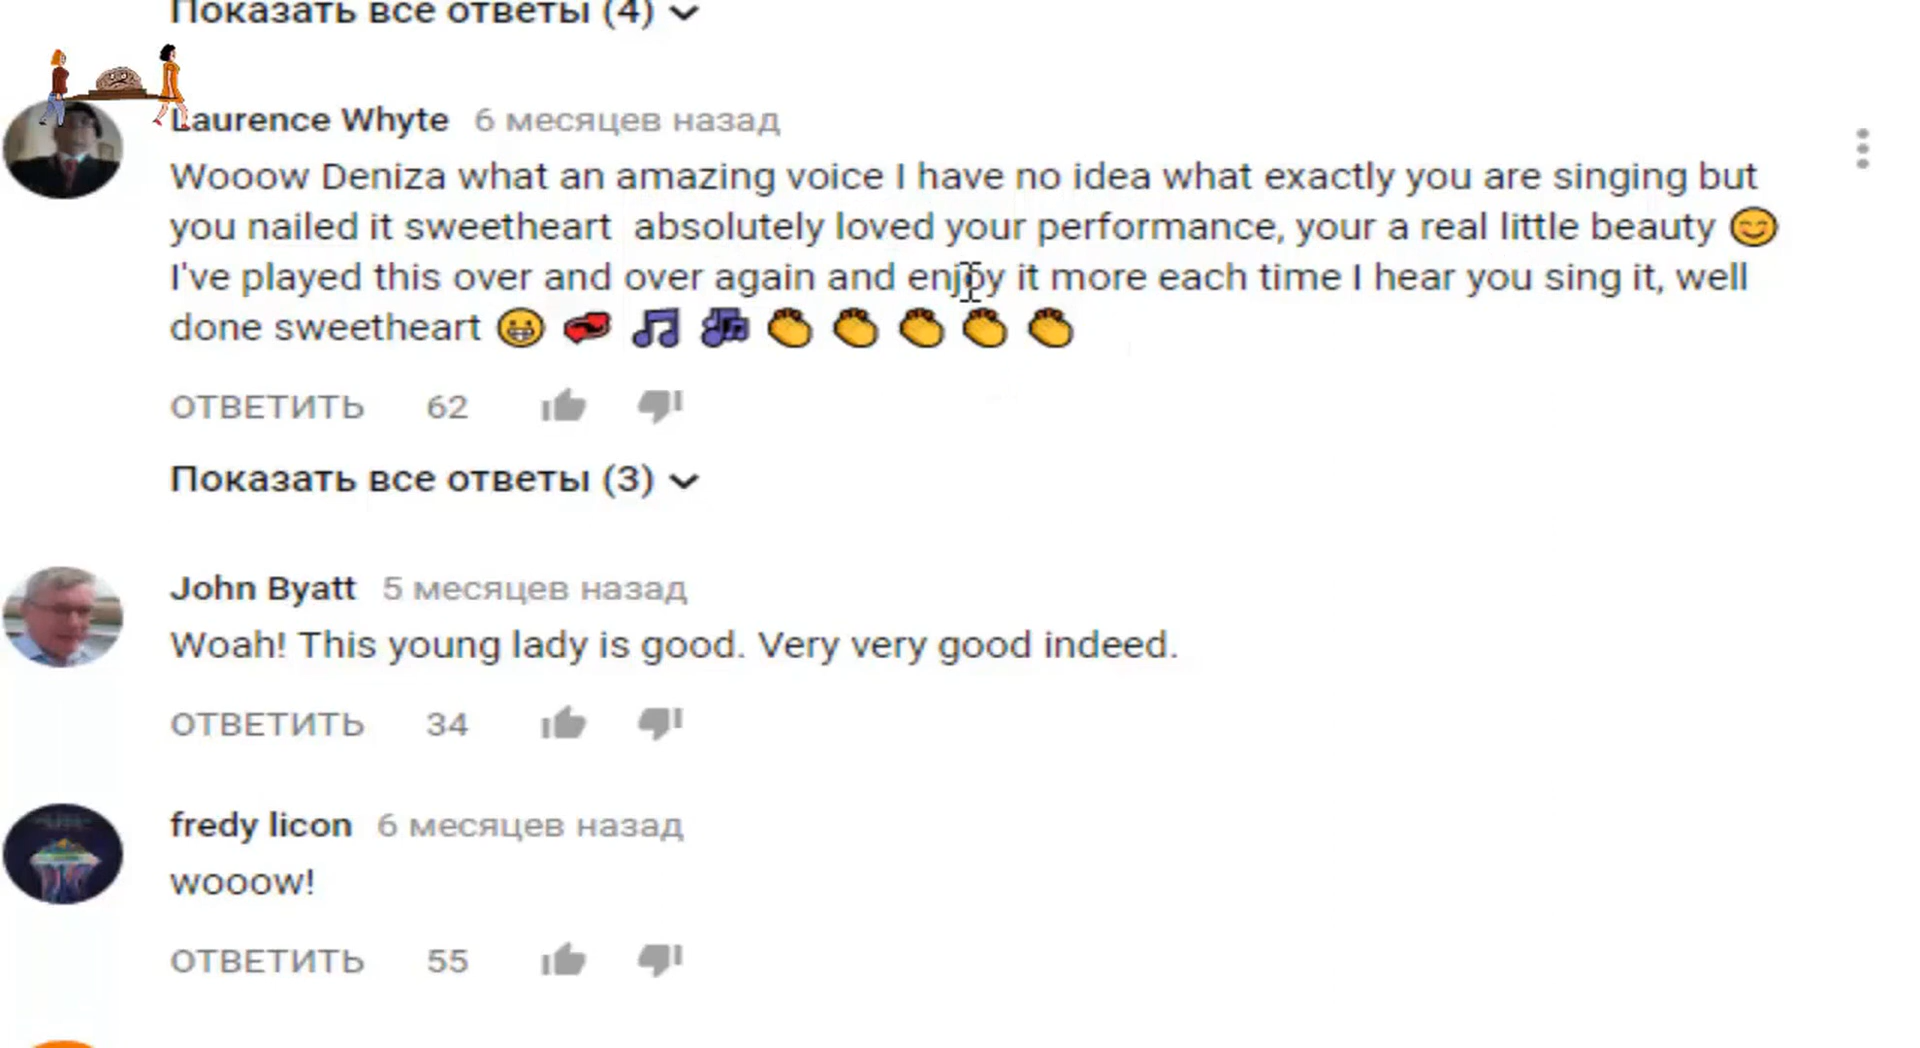 Показать все ответы (4)
Laurence Whyte 6 месяцев назад
Wooow Deniza what an amazing voice I have no idea what exactly you are singing but
you nailed it sweetheart absolutely loved your performance, your a real little beauty 😊
I've played this over and over again and enjoy it more each time I hear you sing it, well
done sweetheart 😀 💋 🎵 🎶 👏 👏 👏 👏 👏
ОТВЕТИТЬ 62
Показать все ответы (3)
John Byatt 5 месяцев назад
Woah! This young lady is good. Very very good indeed.
ОТВЕТИТЬ 34
fredy licon 6 месяцев назад
wooow!
ОТВЕТИТЬ 55